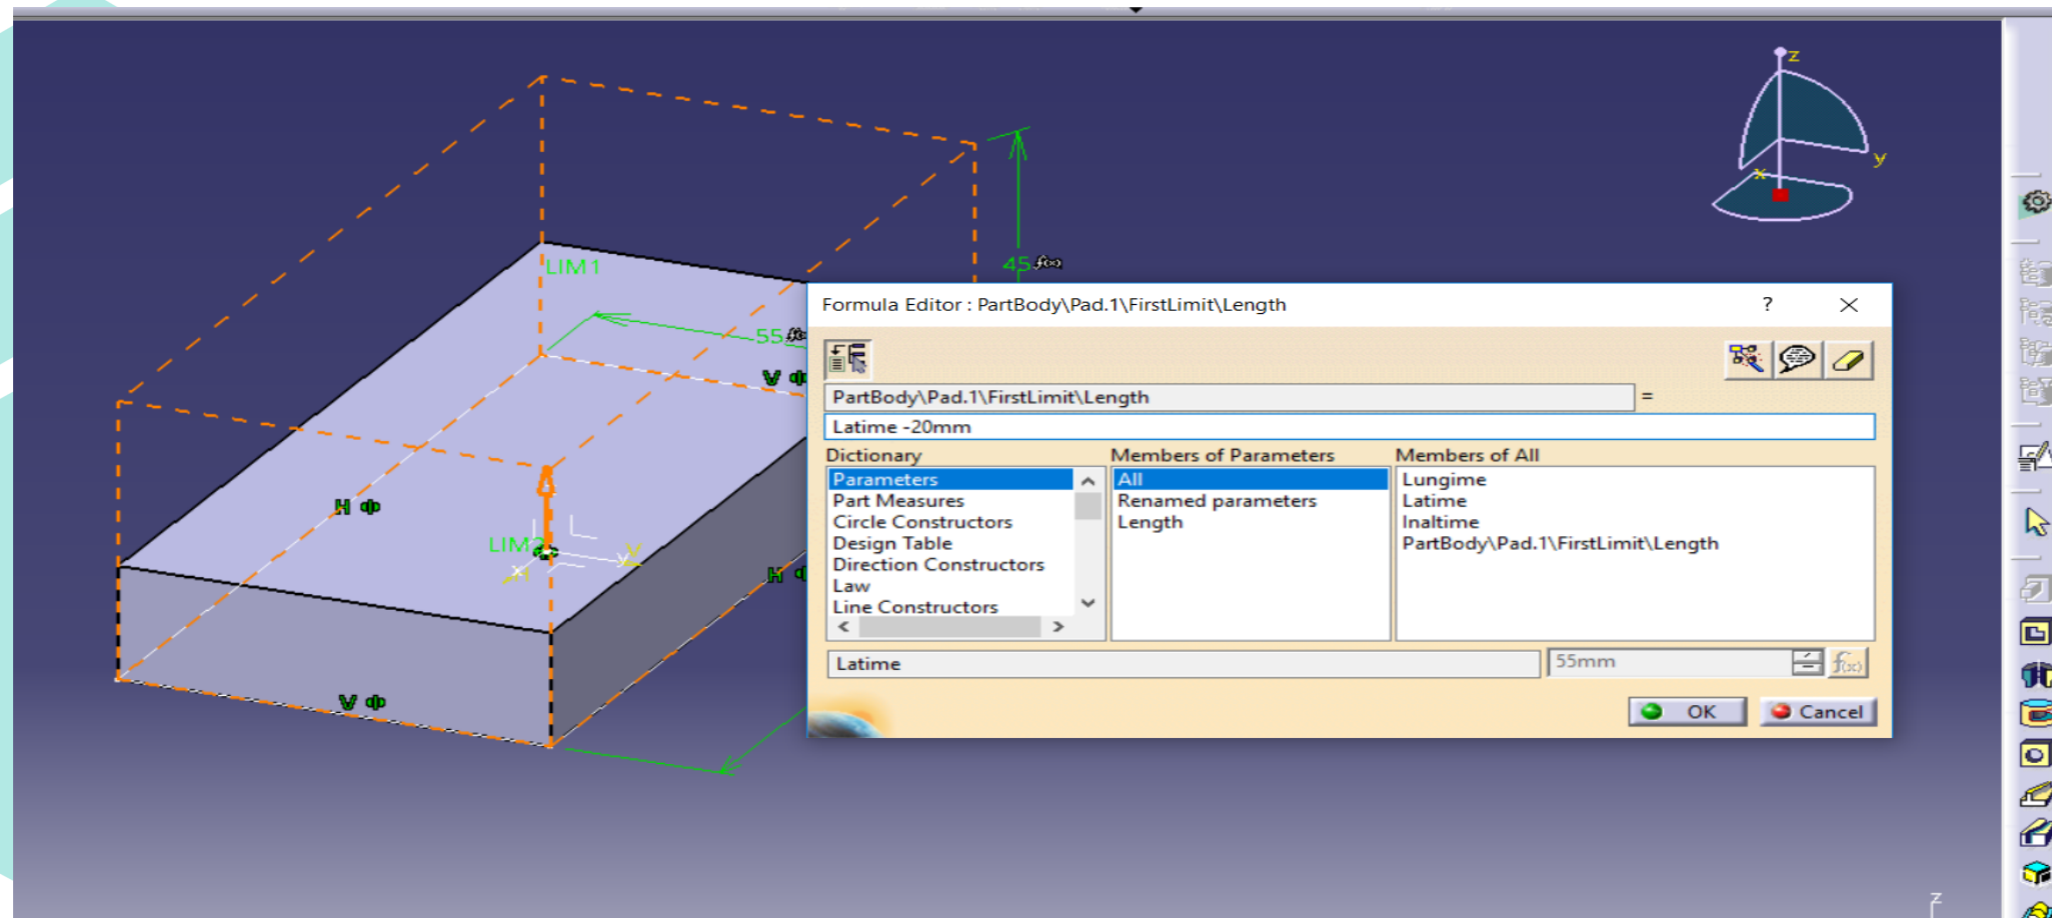 z
y
x
LIM1
45 f(x)
55
V
H
LIM2
y
y
x
H
V
Formula Editor : PartBody\Pad.1\FirstLimit\Length
?
PartBody\Pad.1\FirstLimit\Length =
Latime -20mm
Dictionary Members of Parameters Members of All
Parameters All Lungime
Part Measures Renamed parameters Latime
Circle Constructors Length Inaltime
Design Table PartBody\Pad.1\FirstLimit\Length
Direction Constructors
Law
Line Constructors
Latime 55mm f(x)
OK Cancel
z